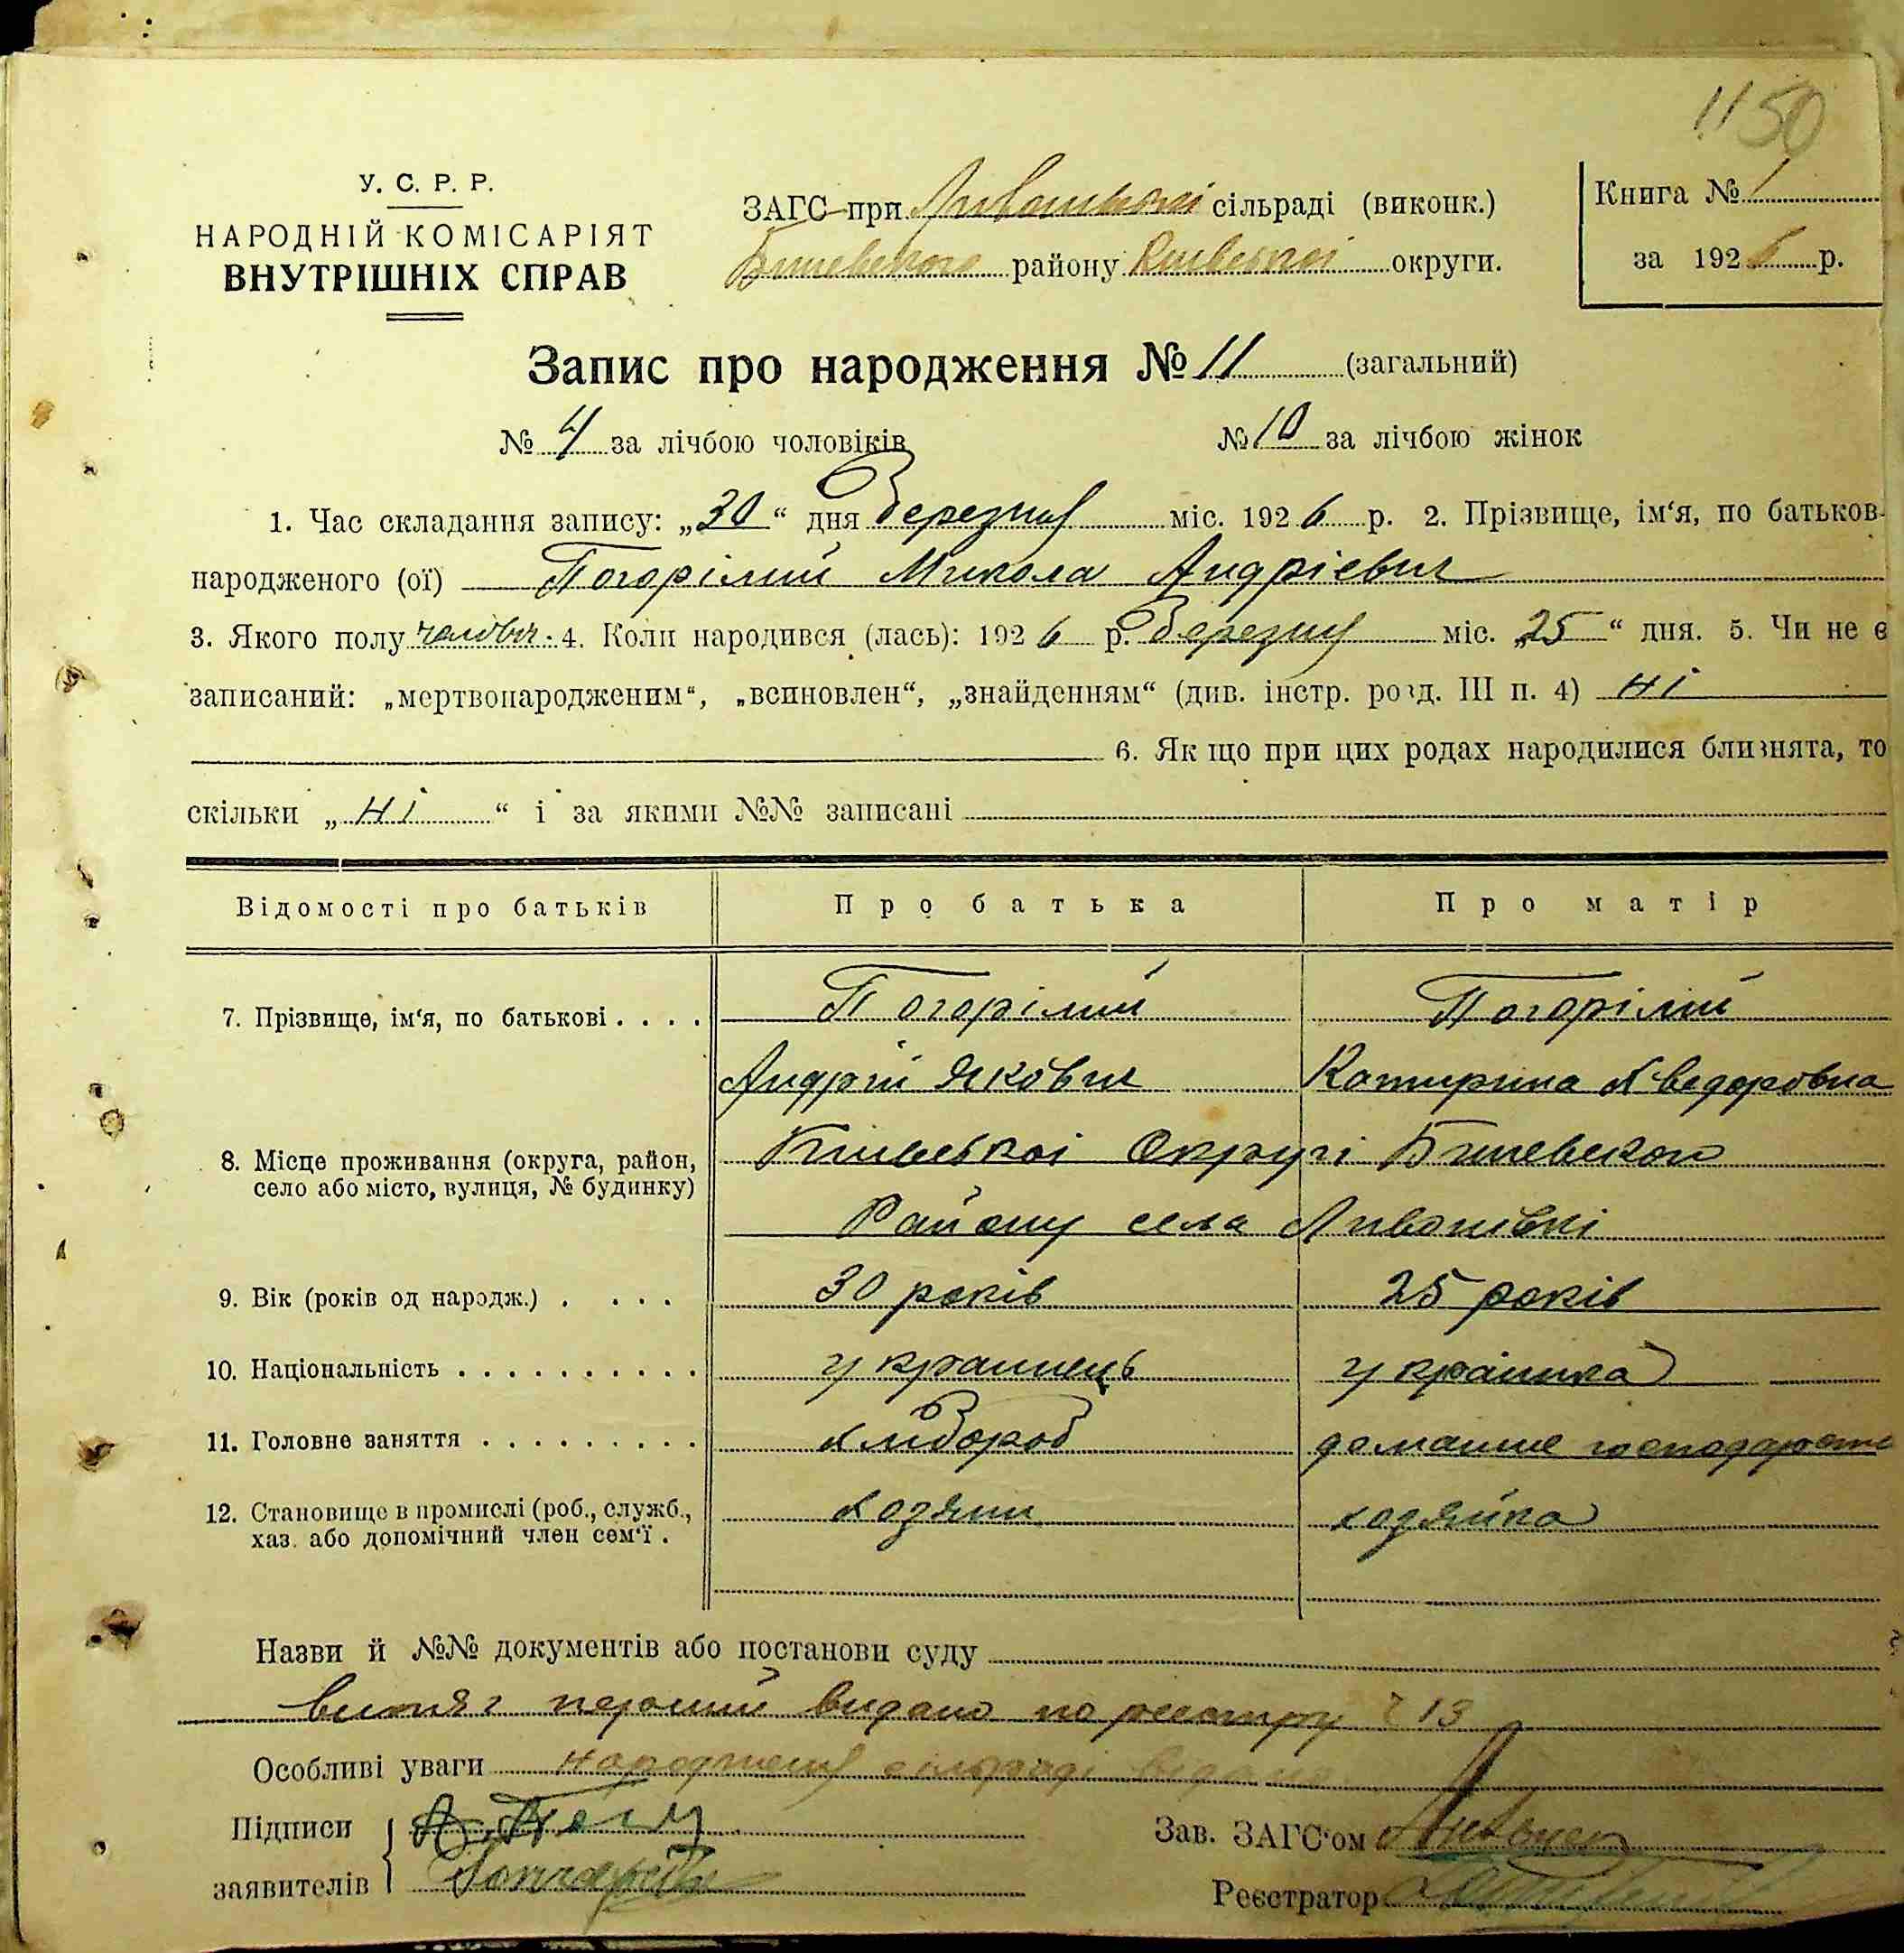 1150
У. С. Р. Р.
НАРОДНІЙ КОМІСАРІЯТ
ВНУТРІШНІХ СПРАВ
ЗАГС при сільраді (виконк.)
Бишевского району Київської округи.
Книга № 1
за 1926 р.
Запис про народження № 11 (загальний)
№ 4 за лічбою чоловіків № 10 за лічбою жінок
1. Час складання запису: „30“ дня Березня міс. 1926 р. 2. Прізвище, ім‘я, по батьков-
народженого (ої) Погорілий Микола Андрієвич
3. Якого полу человіч. 4. Коли народився (лась): 1926 р. Березня міс. „25“ дня. 5. Чи не є
записаний: „мертвонародженим“, „всиновлен“, „знайденням“ (див. інстр. розд. III п. 4) ні
6. Як що при цих родах народилися близнята, то
скільки „ні“ і за якими №№ записані
Відомості про батьків Про батька Про матір
7. Прізвище, ім‘я, по батькові . . . . Погорілий Погорілий
Андрій Якович Катирина Хведоровна
8. Місце проживання (округа, район, село або місто, вулиця, № будинку) Київської Округі Бишевского
Району села
9. Вік (років од народж.) . . . . 30 років 25 років
10. Національність . . . . . . . . . . українець українка
11. Головне заняття . . . . . . . . . хлібороб домашнє господарство
12. Становище в промислі (роб., служб., хаз. або допомічний член сем‘ї . хозяин хозяйка
Назви й №№ документів або постанови суду
витяг перший видано по реєстру 13
Особливі уваги
Підписи
заявителів
Зав. ЗАГС‘ом
Реєстратор